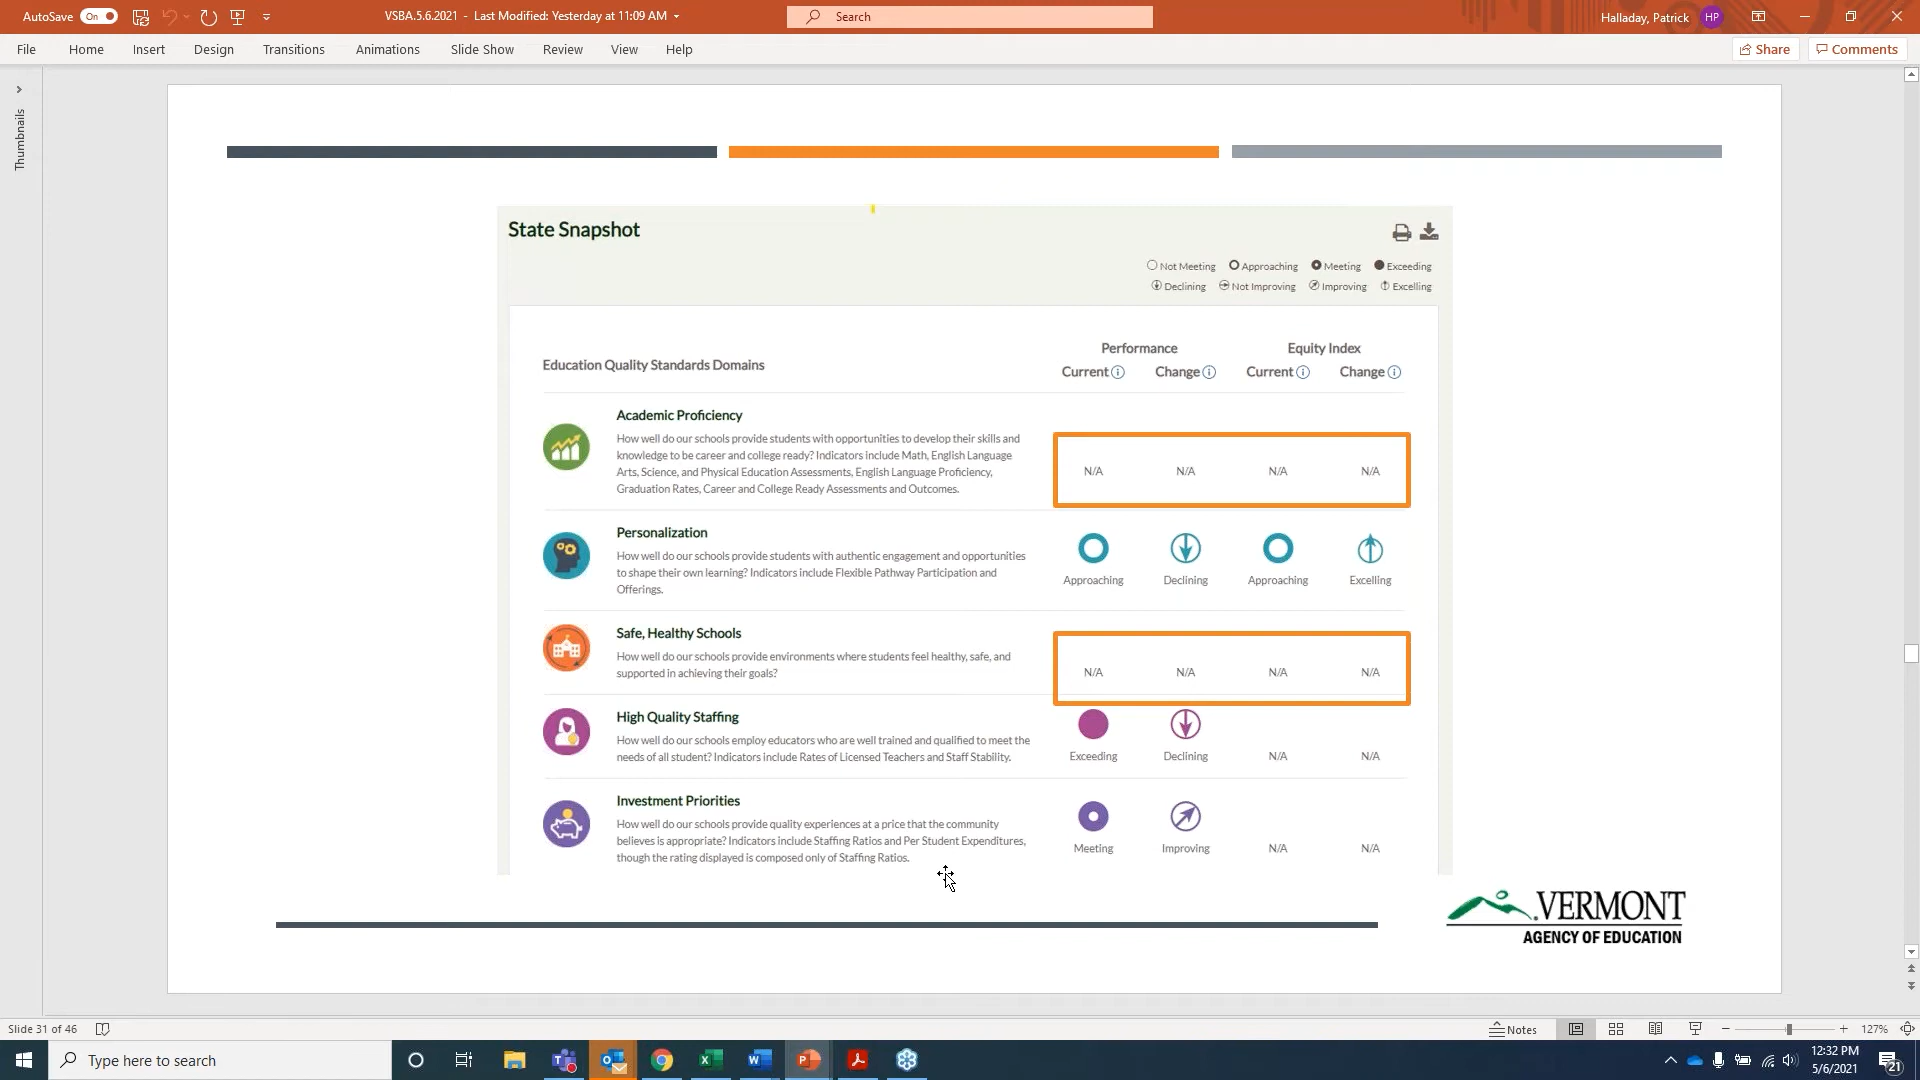 AutoSave On VSBA.5.6.2021 - Last Modified: Yesterday at 11:09 AM Search Halladay, Patrick HP
File Home Insert Design Transitions Animations Slide Show Review View Help Share Comments
Thumbnails
State Snapshot
Not Meeting Approaching Meeting Exceeding
Declining Not Improving Improving Excelling
Performance Equity Index
Education Quality Standards Domains
Current Change Current Change
Academic Proficiency
How well do our schools provide students with opportunities to develop their skills and
knowledge to be career and college ready? Indicators include Math, English Language
Arts, Science, and Physical Education Assessments, English Language Proficiency,
Graduation Rates, Career and College Ready Assessments and Outcomes.
N/A N/A N/A N/A
Personalization
How well do our schools provide students with authentic engagement and opportunities
to shape their own learning? Indicators include Flexible Pathway Participation and
Offerings.
Approaching Declining Approaching Excelling
Safe, Healthy Schools
How well do our schools provide environments where students feel healthy, safe, and
supported in achieving their goals?
N/A N/A N/A N/A
High Quality Staffing
How well do our schools employ educators who are well trained and qualified to meet the
needs of all student? Indicators include Rates of Licensed Teachers and Staff Stability.
Exceeding Declining N/A N/A
Investment Priorities
How well do our schools provide quality experiences at a price that the community
believes is appropriate? Indicators include Staffing Ratios and Per Student Expenditures,
though the rating displayed is composed only of Staffing Ratios.
Meeting Improving N/A N/A
VERMONT
AGENCY OF EDUCATION
Slide 31 of 46 Notes 127%
Type here to search
12:32 PM
5/6/2021
21